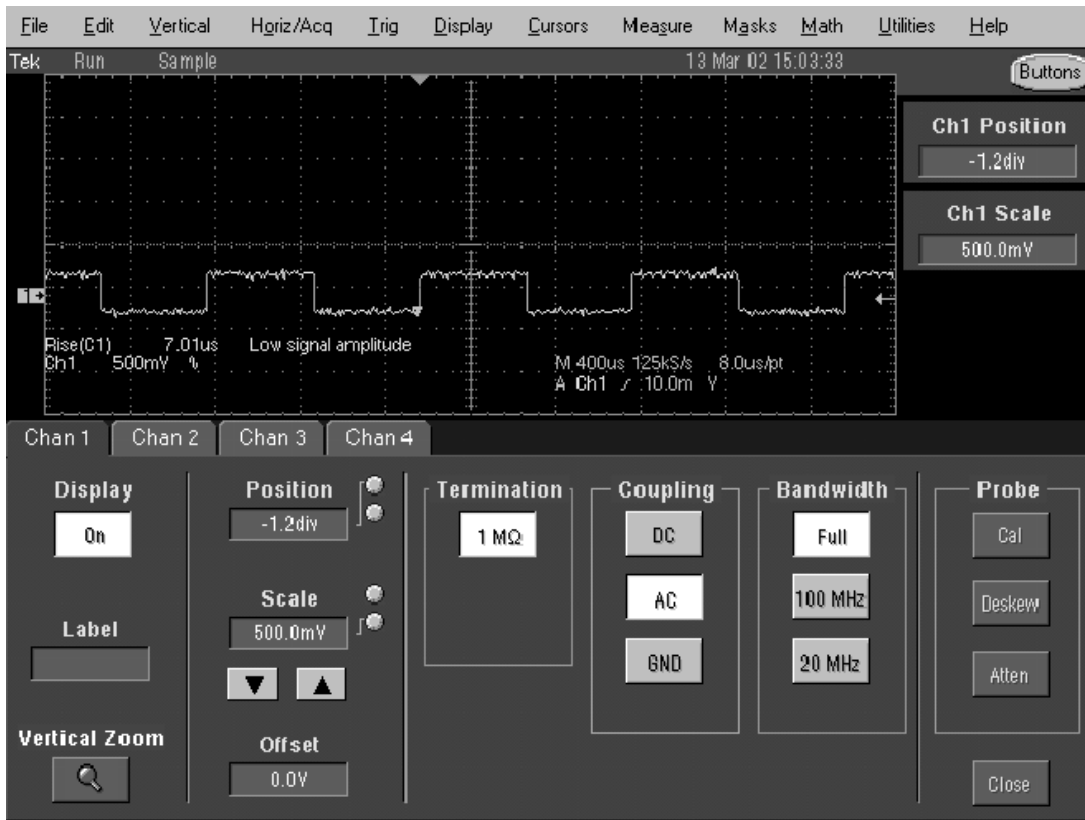 File Edit Vertical Horiz/Acq Trig Display Cursors Measure Masks Math Utilities Help
Tek Run Sample 13 Mar 02 15:03:33
Buttons
Ch1 Position
-1.2div
Ch1 Scale
500.0mV
1
Rise(C1) 7.01us Low signal amplitude
Ch1 500mV
M 400us 125kS/s 8.0us/pt
A Ch1 10.0m V
Chan 1 Chan 2 Chan 3 Chan 4
Display
On
Label
Vertical Zoom
Position
-1.2div
Scale
500.0mV
Offset
0.0V
Termination
1 MΩ
Coupling
DC
AC
GND
Bandwidth
Full
100 MHz
20 MHz
Probe
Cal
Deskew
Atten
Close